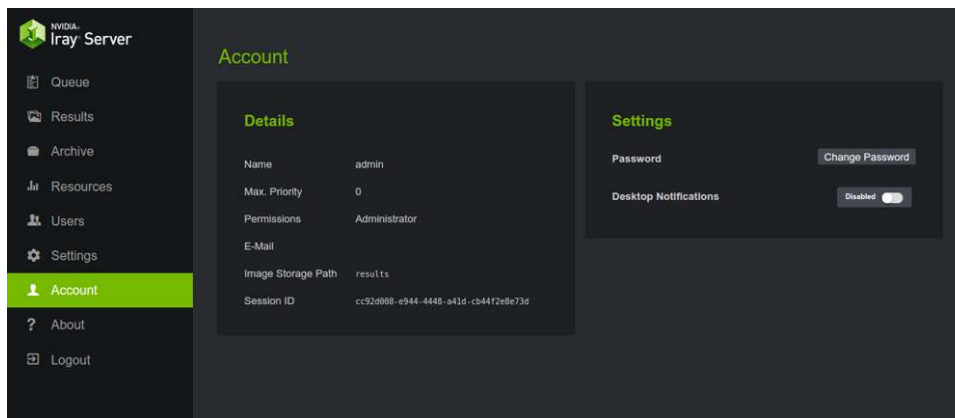 NVIDIA.
Iray® Server
Queue
Results
Archive
Resources
Users
Settings
Account
About
Logout
Account
Details
Name admin
Max. Priority 0
Permissions Administrator
E-Mail
Image Storage Path results
Session ID cc92d008-e944-4448-a41d-cb44f2e8e73d
Settings
Password Change Password
Desktop Notifications Disabled